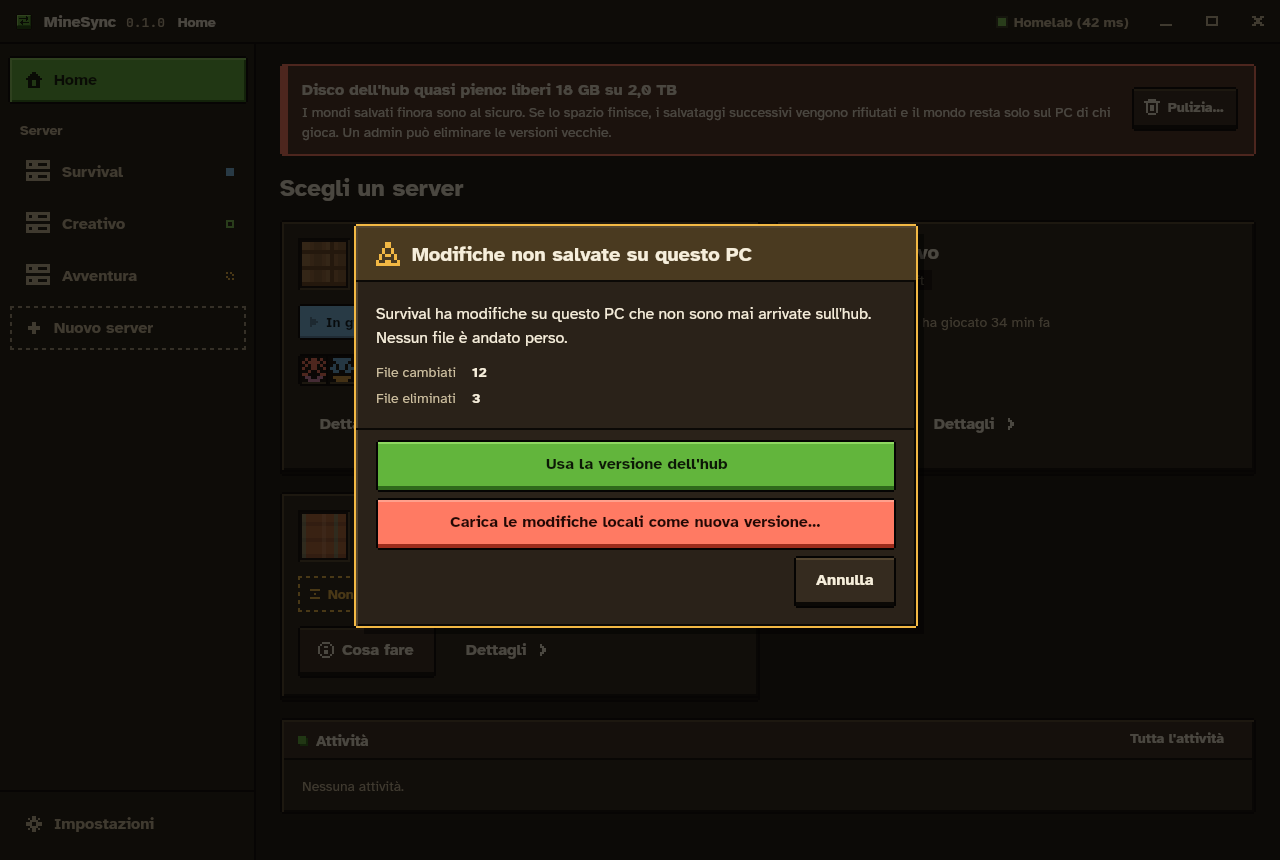 MineSync 0.1.0 Home
Homelab (42 ms)
Home
Server
Survival
Creativo
Avventura
Nuovo server
Impostazioni
Disco dell'hub quasi pieno: liberi 18 GB su 2,0 TB
I mondi salvati finora sono al sicuro. Se lo spazio finisce, i salvataggi successivi vengono rifiutati e il mondo resta solo sul PC di chi
gioca. Un admin può eliminare le versioni vecchie.
Pulizia...
Scegli un server
ha giocato 34 min fa
Dettagli
Modifiche non salvate su questo PC
Survival ha modifiche su questo PC che non sono mai arrivate sull'hub.
Nessun file è andato perso.
File cambiati 12
File eliminati 3
Usa la versione dell'hub
Carica le modifiche locali come nuova versione...
Annulla
Non
Cosa fare
Dettagli
Attività
Tutta l'attività
Nessuna attività.